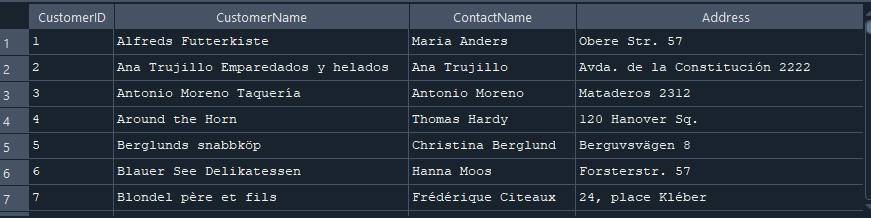 CustomerID CustomerName ContactName Address
1 1 Alfreds Futterkiste Maria Anders Obere Str. 57
2 2 Ana Trujillo Emparedados y helados Ana Trujillo Avda. de la Constitución 2222
3 3 Antonio Moreno Taquería Antonio Moreno Mataderos 2312
4 4 Around the Horn Thomas Hardy 120 Hanover Sq.
5 5 Berglunds snabbköp Christina Berglund Berguvsvägen 8
6 6 Blauer See Delikatessen Hanna Moos Forsterstr. 57
7 7 Blondel père et fils Frédérique Citeaux 24, place Kléber